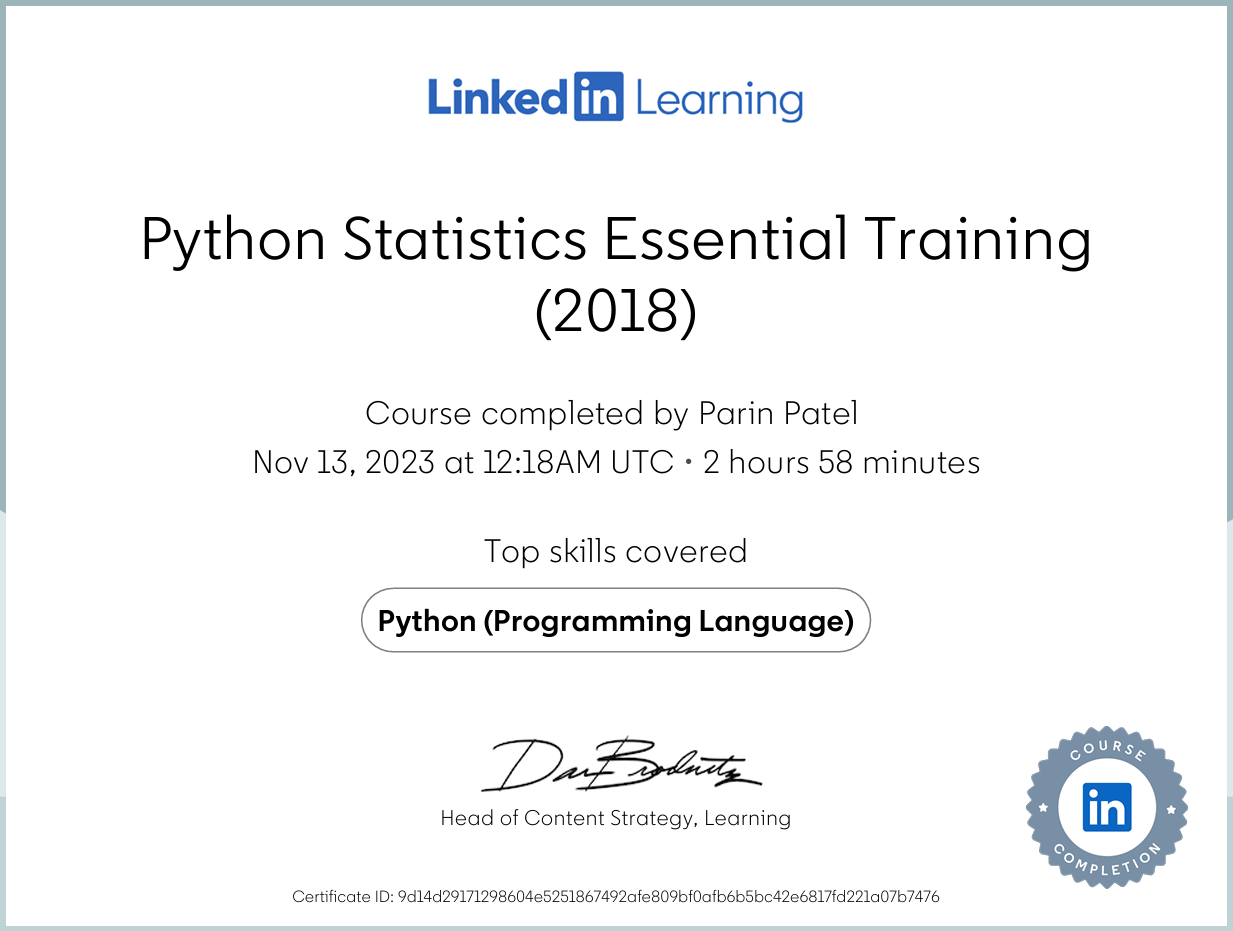 Linked in Learning
Python Statistics Essential Training
(2018)
Course completed by Parin Patel
Nov 13, 2023 at 12:18AM UTC • 2 hours 58 minutes
Top skills covered
Python (Programming Language)
Dan Brodnitz
Head of Content Strategy, Learning
COURSE
in
COMPLETION
Certificate ID: 9d14d29171298604e5251867492afe809bf0afb6b5bc42e6817fd221a07b7476